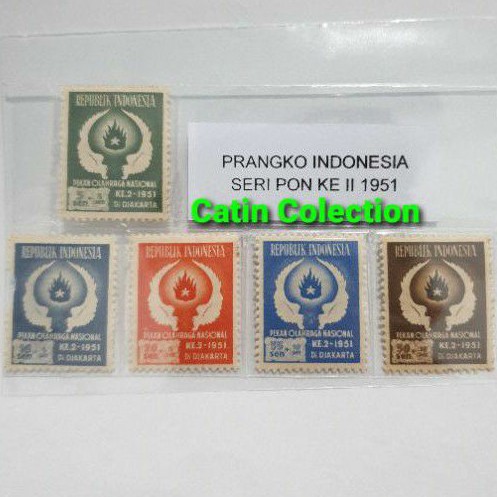 REPUBLIK INDONESIA
PEKAN OLAHRAGA NASIONAL
sen
KE.2-1951
DI DJAKARTA
PRANGKO INDONESIA
SERI PON KE II 1951
Catin Colection
REPUBLIK INDONESIA
PEKAN OLAHRAGA NASIONAL
sen
KE.2-1951
DI DJAKARTA
REPUBLIK INDONESIA
PEKAN OLAHRAGA NASIONAL
sen
KE.2-1951
DI DJAKARTA
REPUBLIK INDONESIA
PEKAN OLAHRAGA NASIONAL
sen
KE.2-1951
DI DJAKARTA
REPUBLIK INDONESIA
PEKAN OLAHRAGA NASIONAL
sen
KE.2-1951
DI DJAKARTA